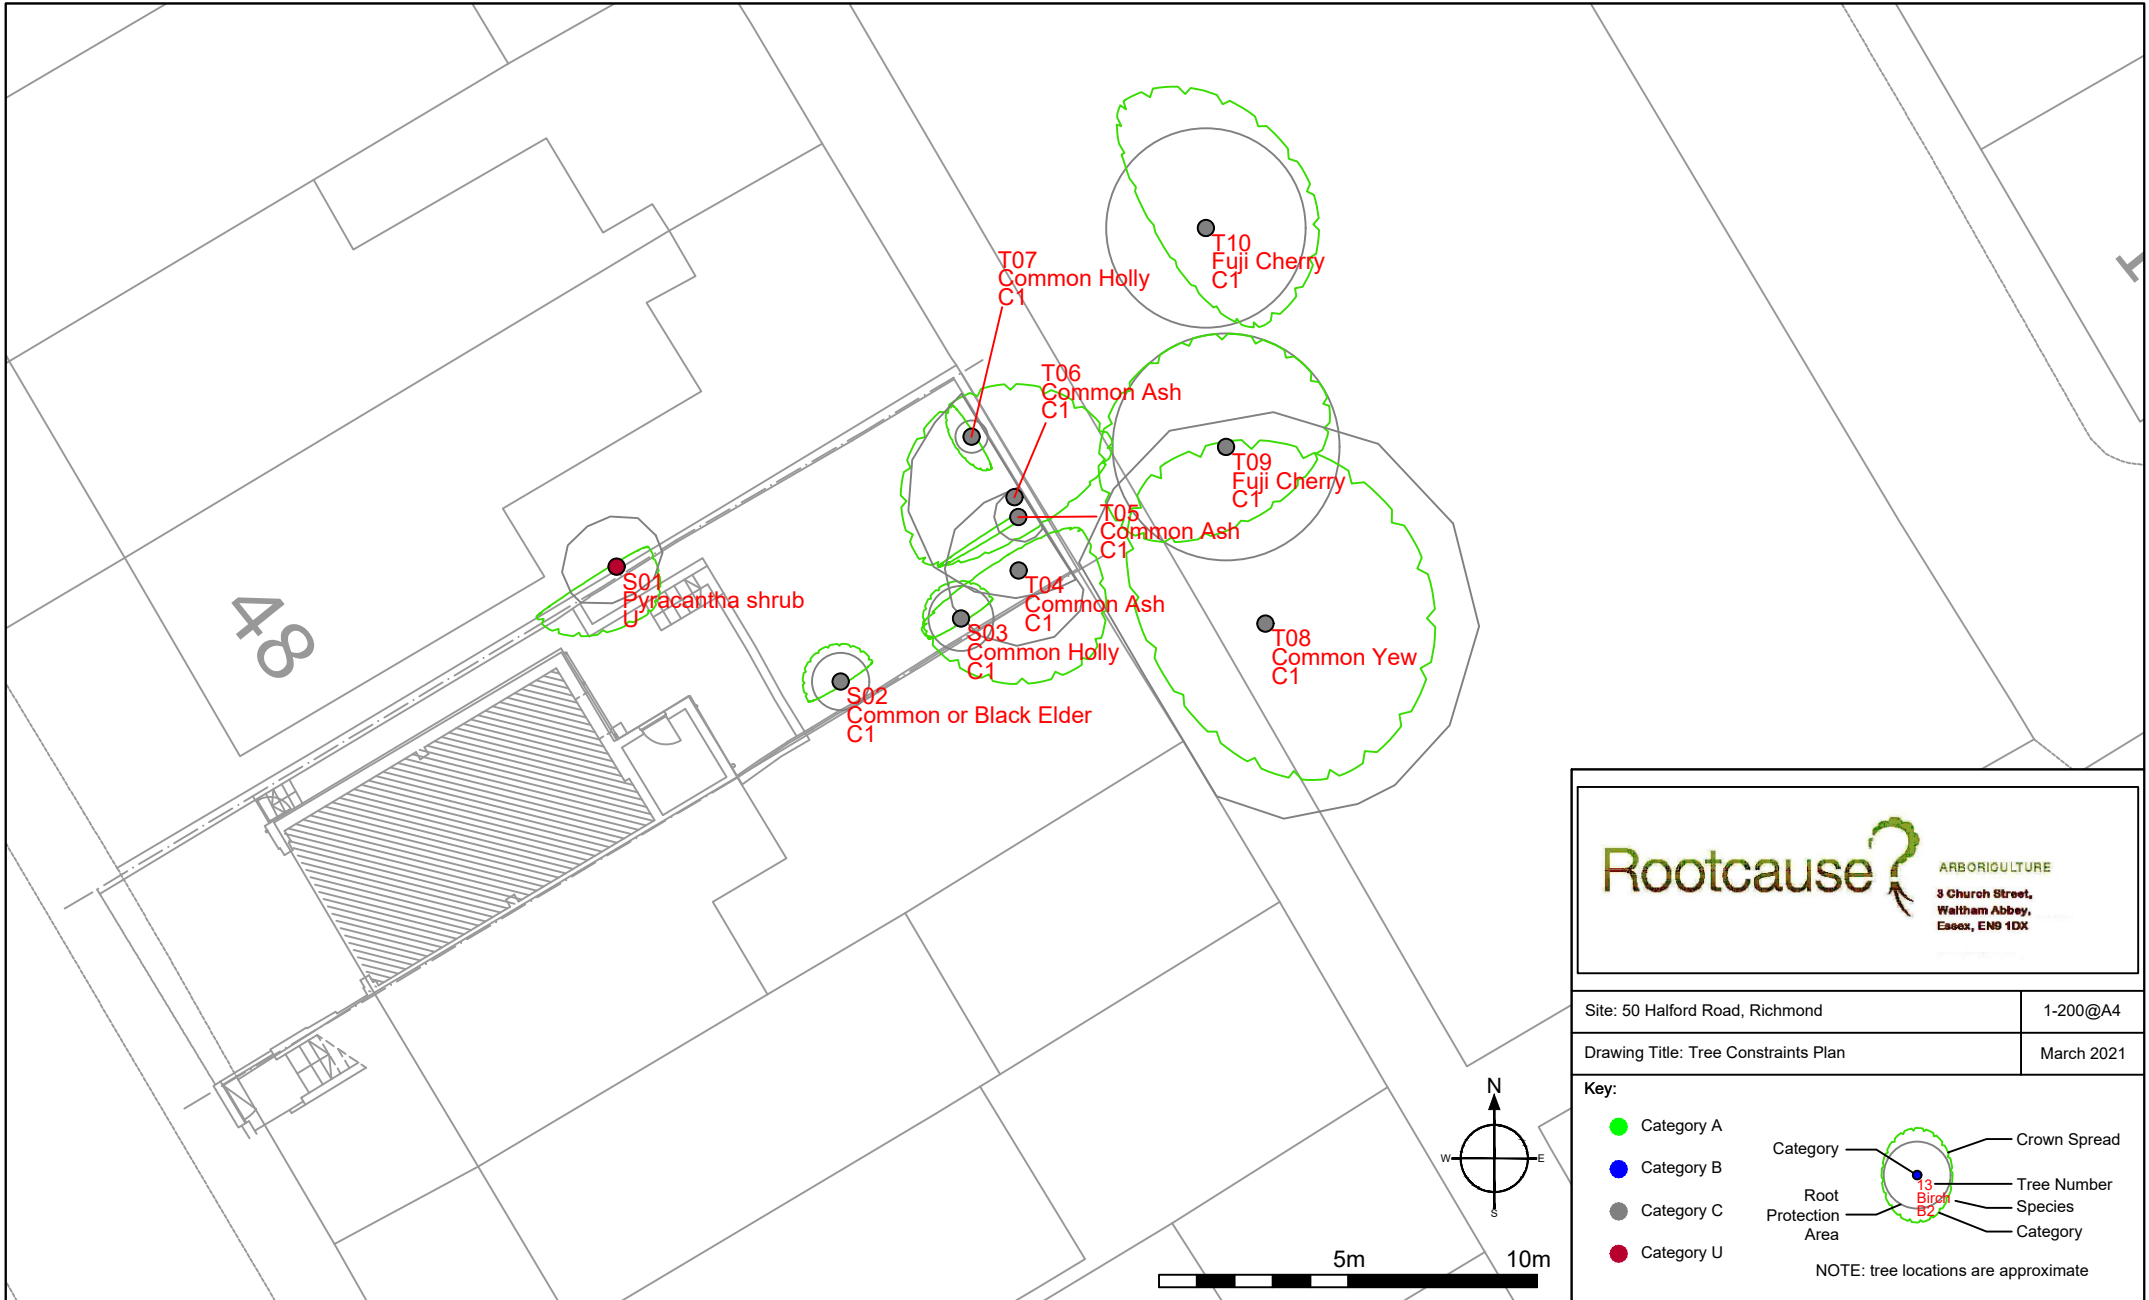 T10
Fuji Cherry
C1
T07
Common Holly
C1
T06
Common Ash
C1
T09
Fuji Cherry
C1
T05
Common Ash
C1
S01
Pyracantha shrub
U
T04
Common Ash
C1
S03
Common Holly
C1
T08
Common Yew
C1
S02
Common or Black Elder
C1
48
Rootcause
ARBORICULTURE
3 Church Street,
Waltham Abbey,
Essex, EN9 1DX
Site: 50 Halford Road, Richmond
1-200@A4
Drawing Title: Tree Constraints Plan
March 2021
Key:
Category A
Category B
Category C
Category U
Category
Root
Protection
Area
13
Birch
B2
Crown Spread
Tree Number
Species
Category
NOTE: tree locations are approximate
N
W
E
S
5m
10m